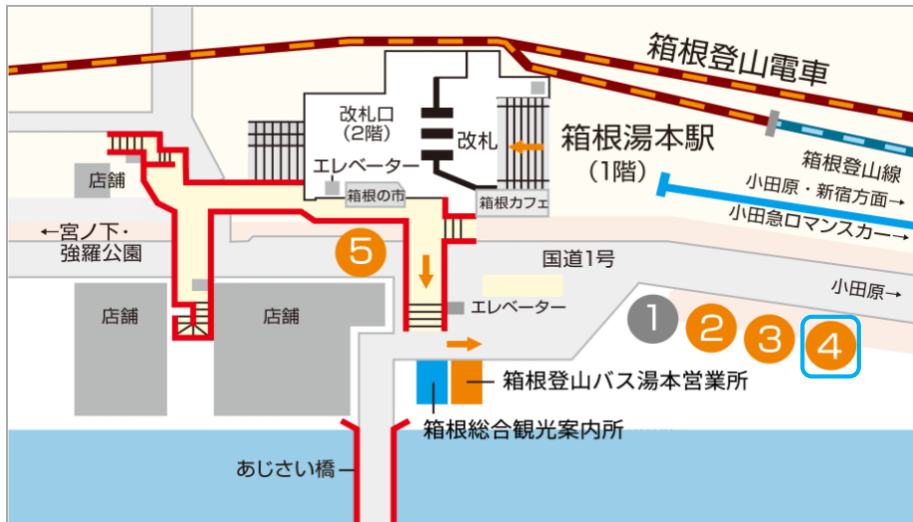 箱根登山電車
改札口
(2階)
改札
箱根湯本駅
(1階)
エレベーター
箱根の市
箱根カフェ
箱根登山線
小田原・新宿方面→
小田急ロマンスカー→
店舗
←宮ノ下・
強羅公園
5
国道1号
小田原→
エレベーター
店舗
店舗
1
2
3
4
箱根登山バス湯本営業所
箱根総合観光案内所
あじさい橋